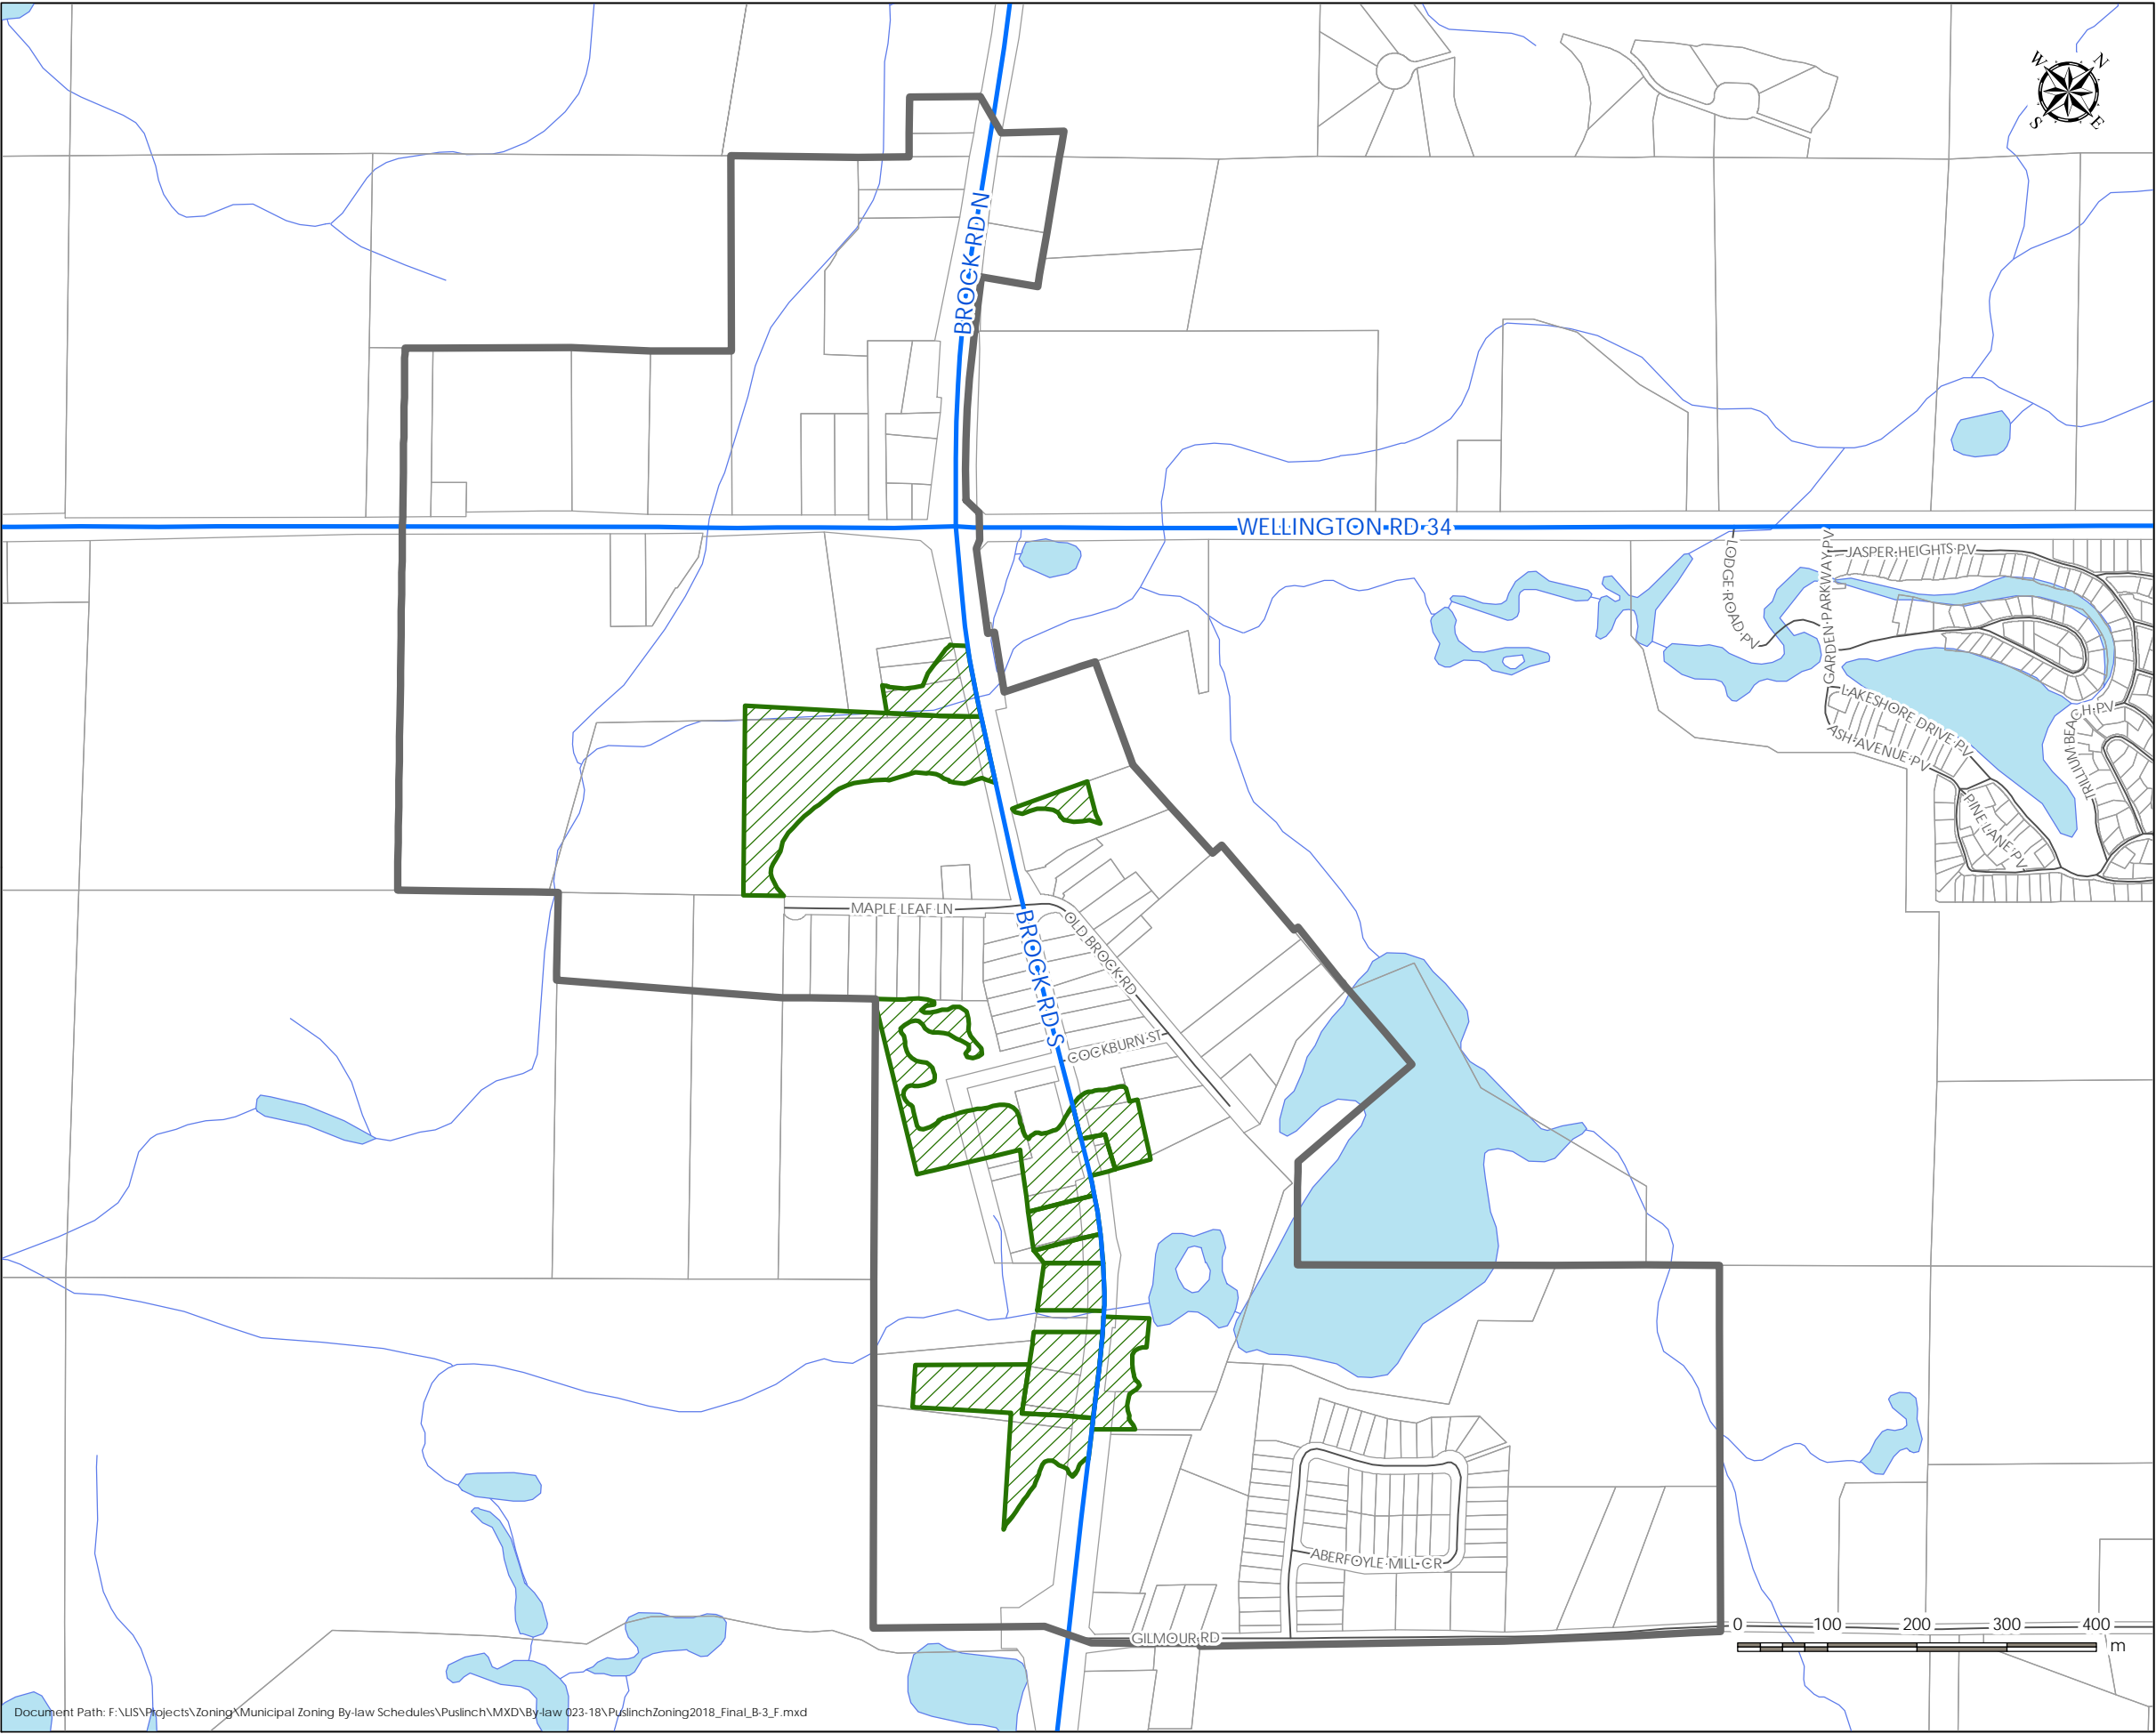 W N
S E
BROCK RD N
WELLINGTON RD 34
LODGE ROAD PV
GARDEN PARKWAY PV
JASPER HEIGHTS PV
LAKESHORE DRIVE PV
ASH AVENUE PV
TRILLIUM BEACH PV
PINE LANE PV
MAPLE LEAF LN
OLD BROCK RD
BROCK RD S
COCKBURN ST
ABERFOYLE MILL CR
GILMOUR RD
0 100 200 300 400
m
Document Path: F:\LIS\Projects\Zoning\Municipal Zoning By-law Schedules\Puslinch\MXD\By-law 023-18\PuslinchZoning2018_Final_B-3_F.mxd